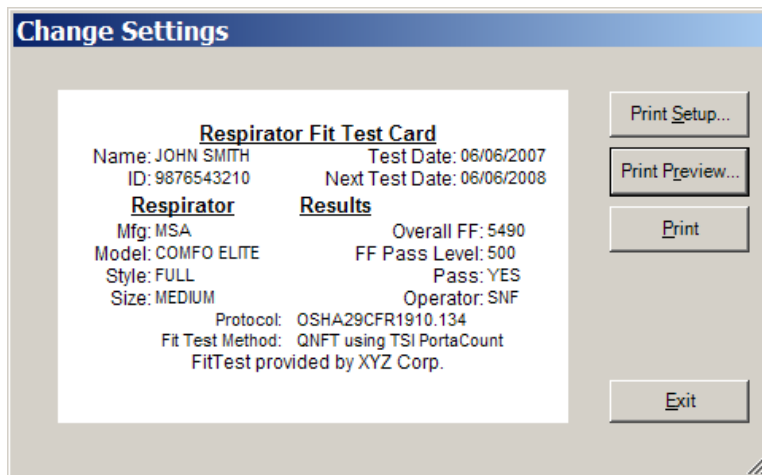 Change Settings
Respirator Fit Test Card
Name: JOHN SMITH Test Date: 06/06/2007
ID: 9876543210 Next Test Date: 06/06/2008
Respirator Results
Mfg: MSA Overall FF: 5490
Model: COMFO ELITE FF Pass Level: 500
Style: FULL Pass: YES
Size: MEDIUM Operator: SNF
Protocol: OSHA29CFR1910.134
Fit Test Method: QNFT using TSI PortaCount
FitTest provided by XYZ Corp.
Print Setup...
Print Preview...
Print
Exit